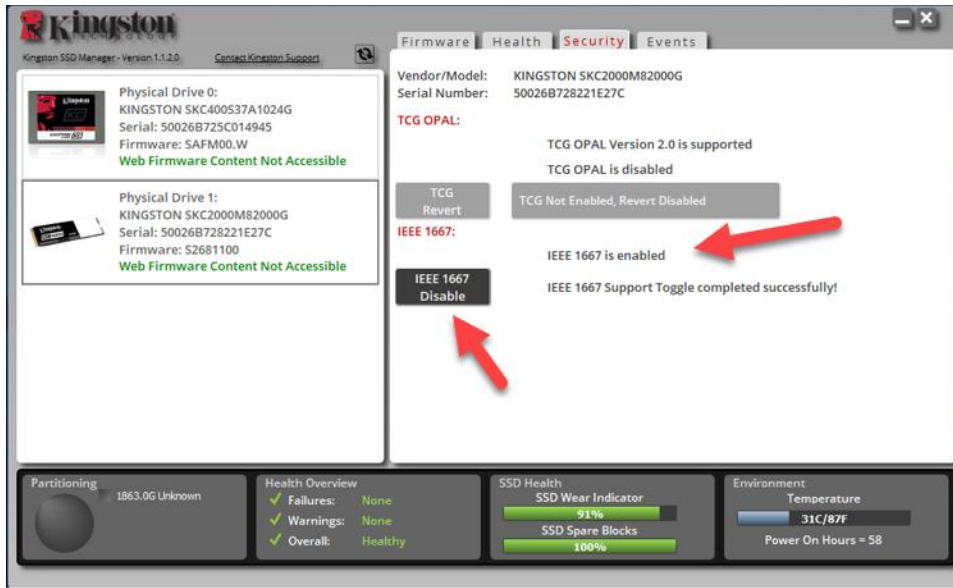 Kingston
TECHNOLOGY
Kingston SSD Manager - Version 1.1.2.0
Contact Kingston Support
Physical Drive 0:
KINGSTON SKC400S37A1024G
Serial: 50026B725C014945
Firmware: SAFM00.W
Web Firmware Content Not Accessible
Physical Drive 1:
KINGSTON SKC2000M82000G
Serial: 50026B728221E27C
Firmware: S2681100
Web Firmware Content Not Accessible
Firmware Health Security Events
Vendor/Model: KINGSTON SKC2000M82000G
Serial Number: 50026B728221E27C
TCG OPAL:
TCG OPAL Version 2.0 is supported
TCG OPAL is disabled
TCG
Revert
TCG Not Enabled, Revert Disabled
IEEE 1667:
IEEE 1667 is enabled
IEEE 1667
Disable
IEEE 1667 Support Toggle completed successfully!
Partitioning
1863.0G Unknown
Health Overview
Failures: None
Warnings: None
Overall: Healthy
SSD Health
SSD Wear Indicator
91%
SSD Spare Blocks
100%
Environment
Temperature
31C/87F
Power On Hours = 58